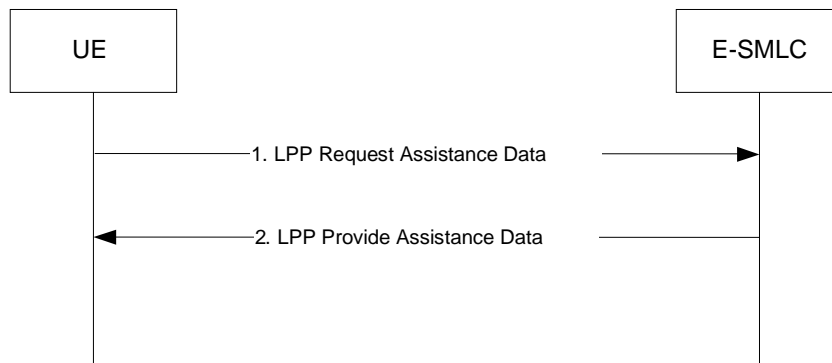 UE
E-SMLC
1. LPP Request Assistance Data
2. LPP Provide Assistance Data